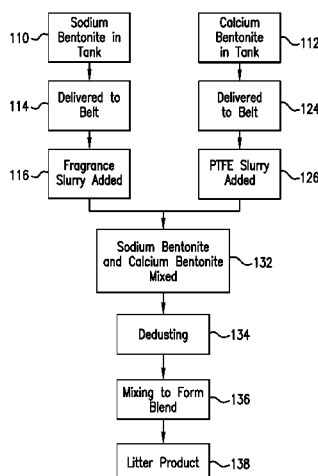 110
Sodium
Bentonite in
Tank
Calcium
Bentonite
in Tank
112
114
Delivered to
Belt
Delivered
to Belt
124
116
Fragrance
Slurry Added
PTFE Slurry
Added
126
Sodium Bentonite
and Calcium Bentonite
Mixed
132
Dedusting
134
Mixing to Form
Blend
136
Litter Product
138